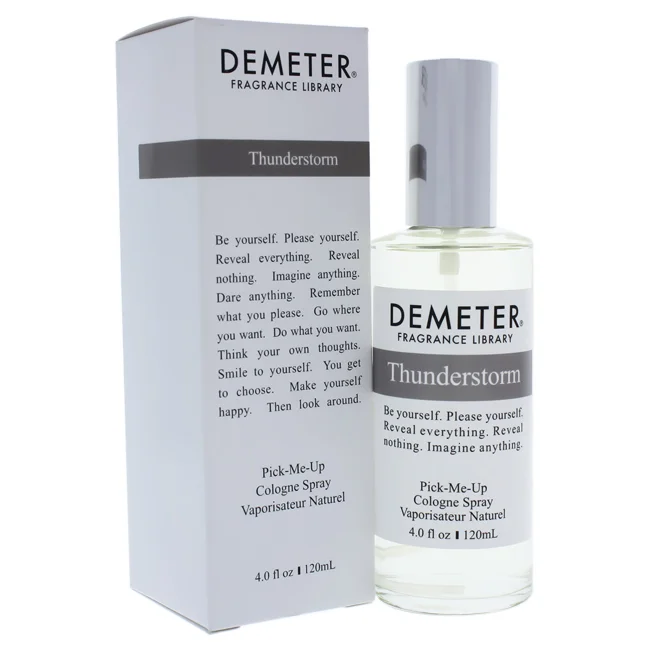 DEMETER®
FRAGRANCE LIBRARY
Thunderstorm
Be yourself. Please yourself.
Reveal everything. Reveal
nothing. Imagine anything.
Dare anything. Remember
what you please. Go where
you want. Do what you want.
Think your own thoughts.
Smile to yourself. You get
to choose. Make yourself
happy. Then look around.
Pick-Me-Up
Cologne Spray
Vaporisateur Naturel
4.0 fl oz | 120mL
DEMETER®
FRAGRANCE LIBRARY
Thunderstorm
Be yourself. Please yourself.
Reveal everything. Reveal
nothing. Imagine anything.
Pick-Me-Up
Cologne Spray
Vaporisateur Naturel
4.0 fl oz | 120mL